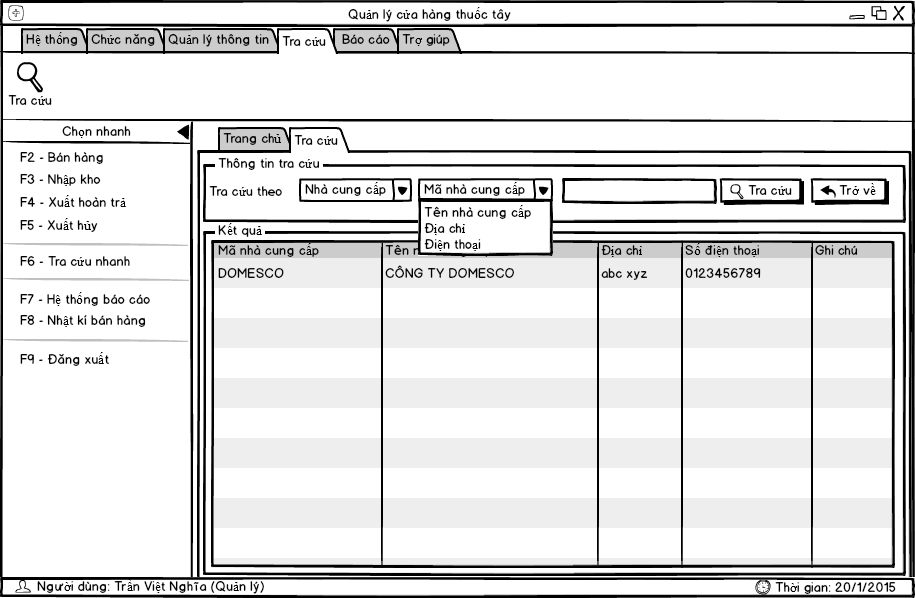 Quản lý cửa hàng thuốc tây
Hệ thống Chức năng Quản lý thông tin Tra cứu Báo cáo Trợ giúp
Tra cứu
Chọn nhanh
F2 - Bán hàng
F3 - Nhập kho
F4 - Xuất hoàn trả
F5 - Xuất hủy
F6 - Tra cứu nhanh
F7 - Hệ thống báo cáo
F8 - Nhật kí bán hàng
F9 - Đăng xuất
Trang chủ Tra cứu
Thông tin tra cứu
Tra cứu theo Nhà cung cấp Mã nhà cung cấp Tra cứu Trở về
Tên nhà cung cấp
Địa chỉ
Điện thoại
Kết quả
Mã nhà cung cấp Tên Địa chỉ Số điện thoại Ghi chú
DOMESCO CÔNG TY DOMESCO abc xyz 0123456789
Người dùng: Trần Việt Nghĩa (Quản lý) Thời gian: 20/1/2015